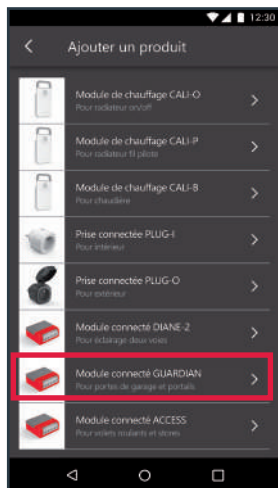 12:30
Ajouter un produit
Module de chauffage CALI-O
Pour radiateur on/off
Module de chauffage CALI-P
Pour radiateur fil pilote
Module de chauffage CALI-B
Pour chaudière
Prise connectée PLUG-I
Pour intérieur
Prise connectée PLUG-O
Pour extérieur
Module connecté DIANE-2
Pour éclairage deux voies
Module connecté GUARDIAN
Pour portes de garage et portails
Module connecté ACCESS
Pour volets roulants et stores